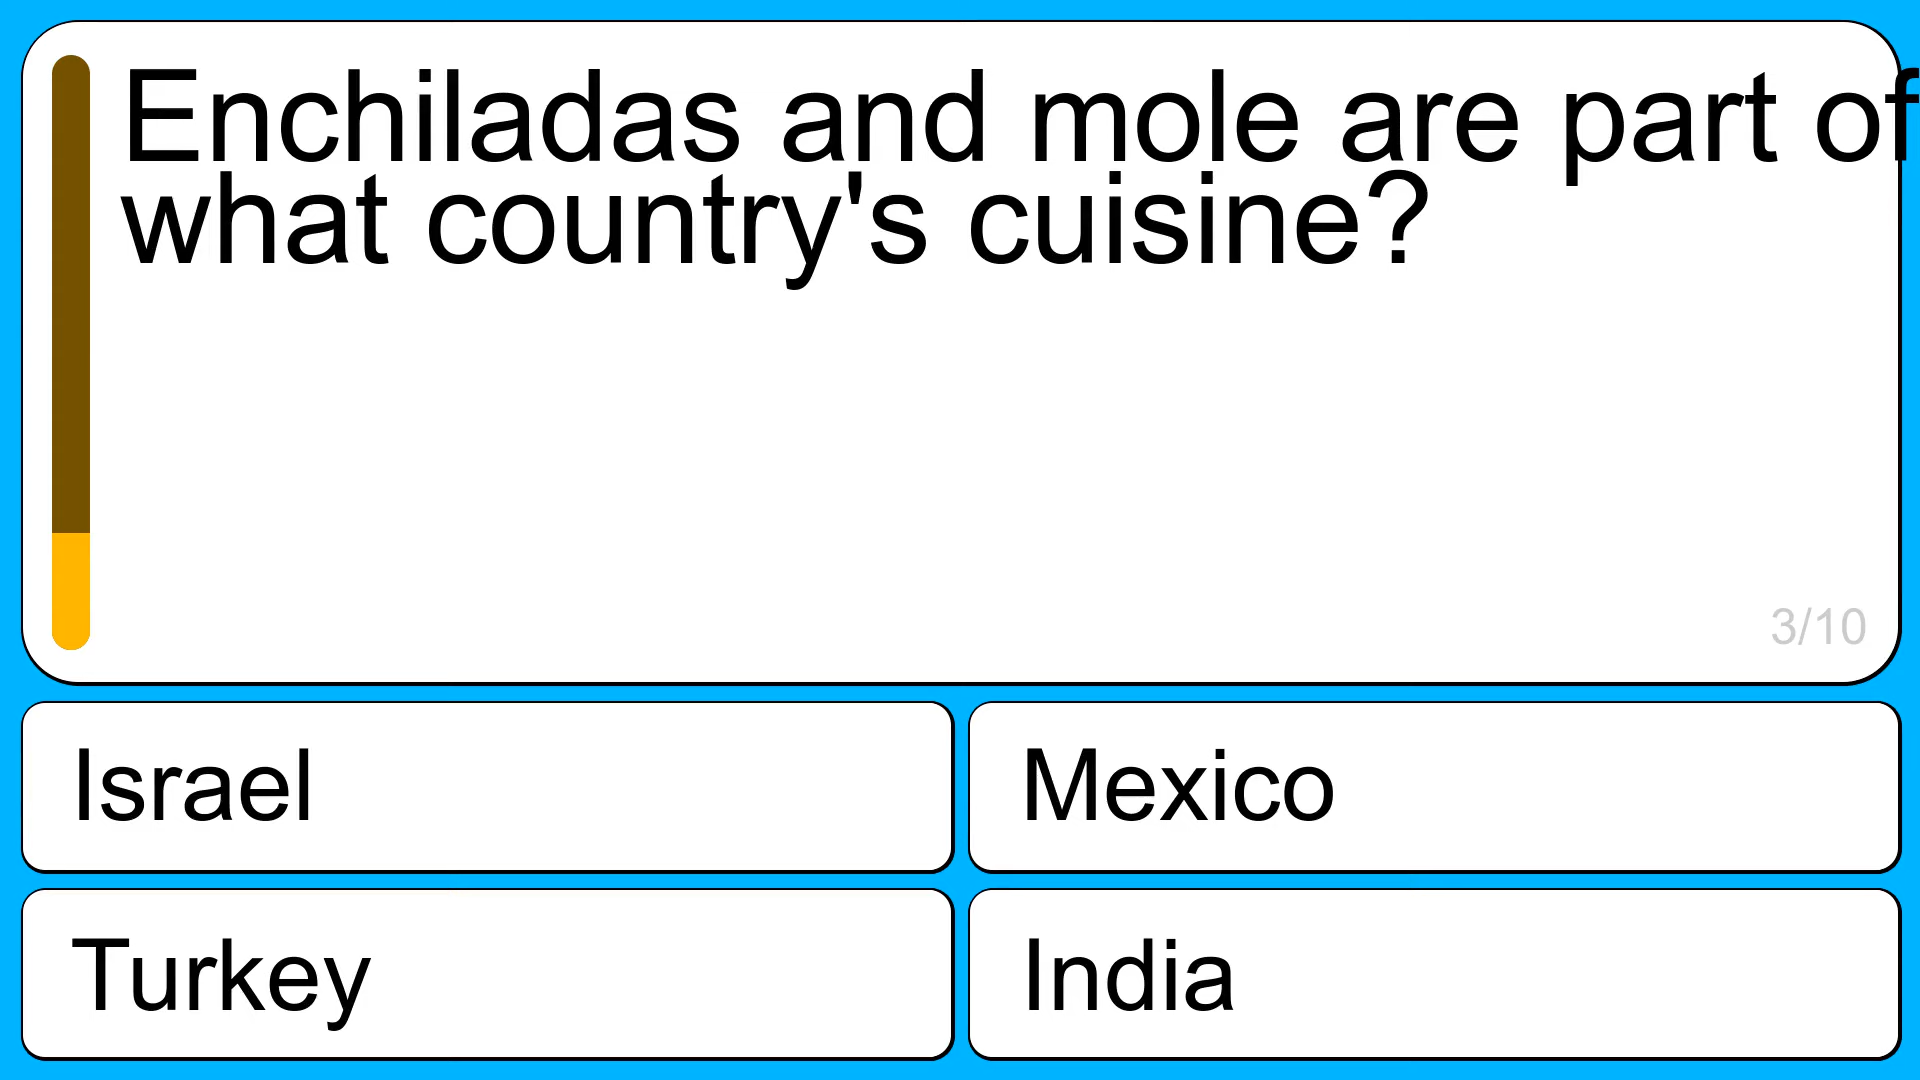 Enchiladas and mole are part of
what country's cuisine?
3/10
Israel
Mexico
Turkey
India